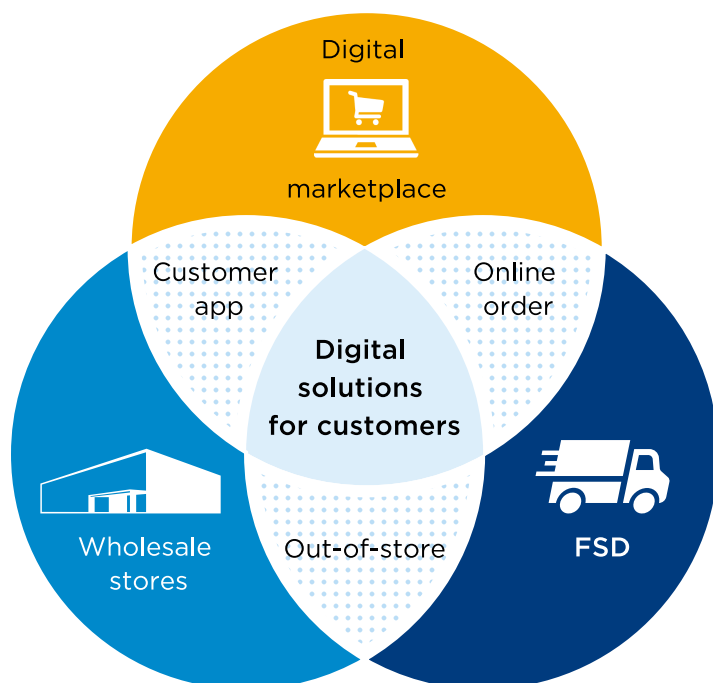 Digital
marketplace
Customer
app
Online
order
Digital
solutions
for customers
Wholesale
stores
Out-of-store
FSD